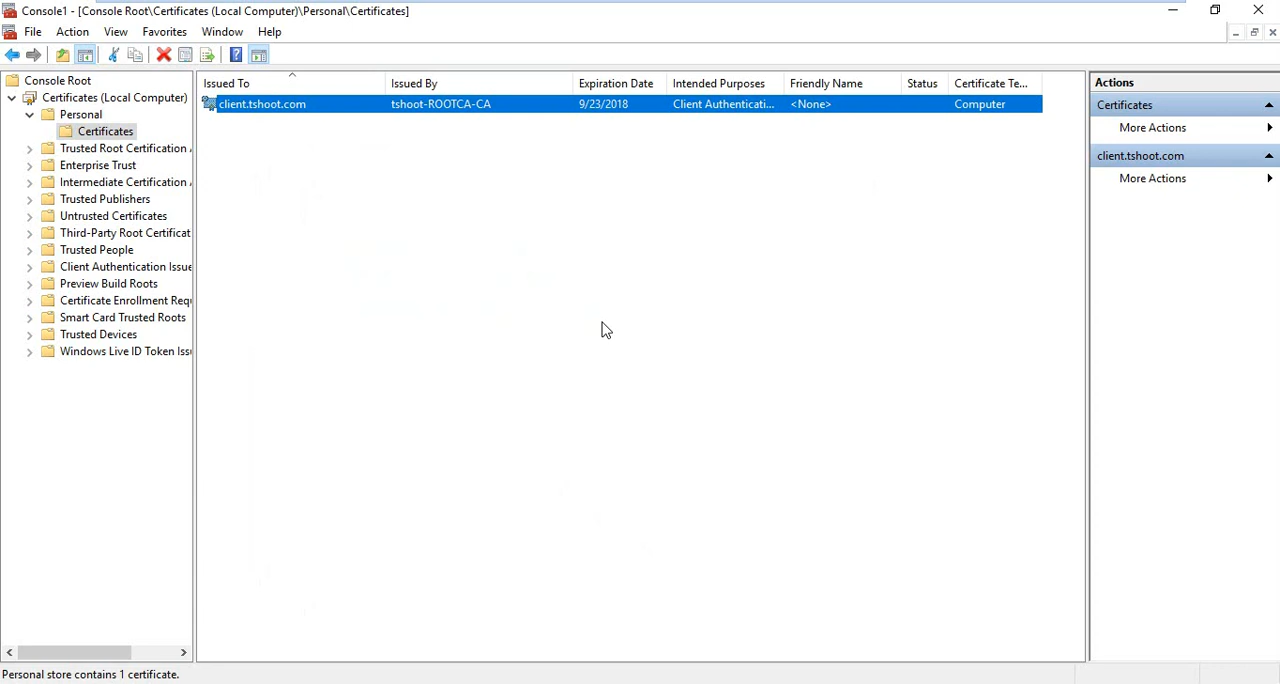 Console1 - [Console Root\Certificates (Local Computer)\Personal\Certificates]
File Action View Favorites Window Help
Console Root
Certificates (Local Computer)
Personal
Certificates
Trusted Root Certification
Enterprise Trust
Intermediate Certification
Trusted Publishers
Untrusted Certificates
Third-Party Root Certificat
Trusted People
Client Authentication Issue
Preview Build Roots
Certificate Enrollment Req
Smart Card Trusted Roots
Trusted Devices
Windows Live ID Token Iss
Issued To Issued By Expiration Date Intended Purposes Friendly Name Status Certificate Te...
client.tshoot.com tshoot-ROOTCA-CA 9/23/2018 Client Authenticati... <None> Computer
Actions
Certificates
More Actions
client.tshoot.com
More Actions
Personal store contains 1 certificate.